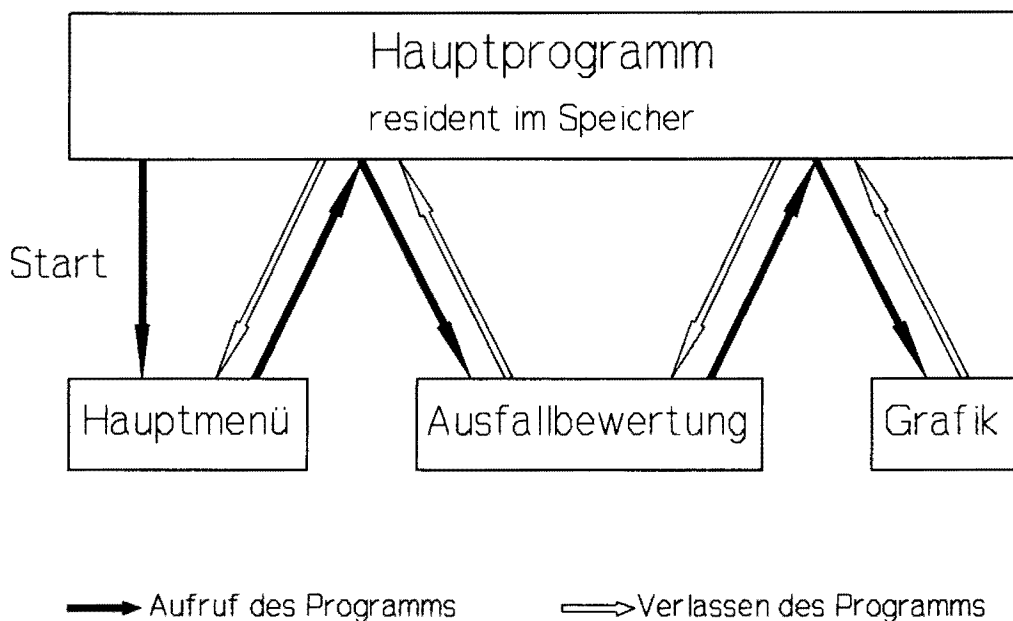 Hauptprogramm
resident im Speicher
Start
Hauptmenü
Ausfallbewertung
Grafik
Aufruf des Programms
Verlassen des Programms